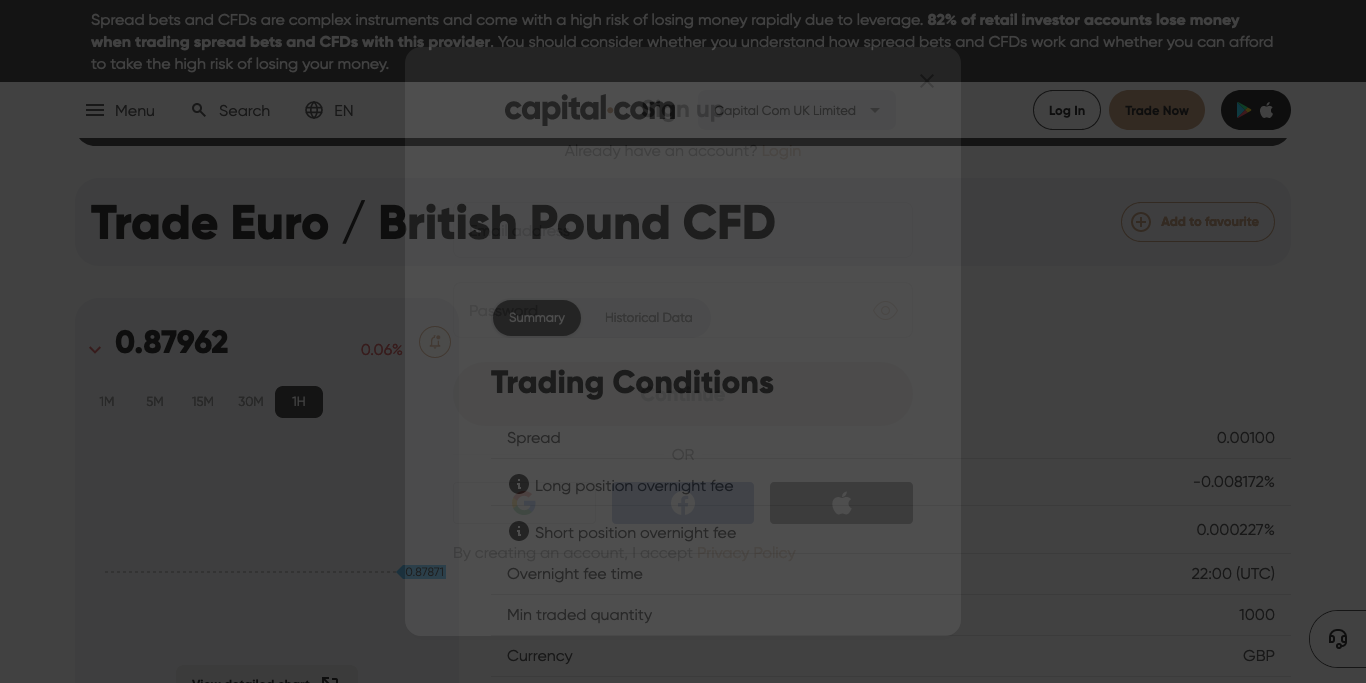 Spread bets and CFDs are complex instruments and come with a high risk of losing money rapidly due to leverage. 82% of retail investor accounts lose money
when trading spread bets and CFDs with this provider. You should consider whether you understand how spread bets and CFDs work and whether you can afford
to take the high risk of losing your money.
Menu
Search
EN
capital.com
Sign up
Capital Com UK Limited
Log In
Trade Now
Already have an account? Login
Trade Euro / British Pound CFD
Add to favourite
0.87962
0.06%
Password
Summary
Historical Data
1M 5M 15M 30M 1H
Trading Conditions
Continue
Spread 0.00100
OR
Long position overnight fee -0.008172%
Short position overnight fee 0.000227%
By creating an account, I accept Privacy Policy
0.87871
Overnight fee time 22:00 (UTC)
Min traded quantity 1000
Currency GBP
View detailed chart